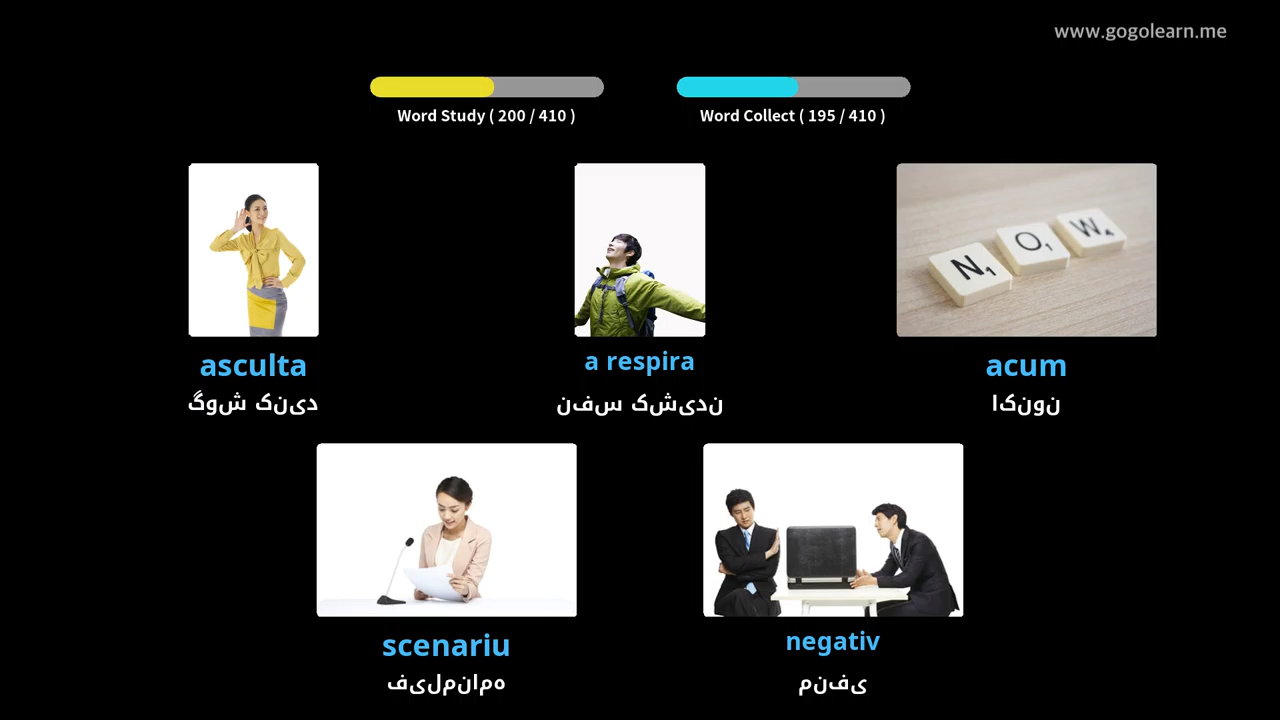 www.gogolearn.me
Word Study ( 200 / 410 )
Word Collect ( 195 / 410 )
asculta
گوش کنید
a respira
نفس کشیدن
acum
اکنون
scenariu
فیلمنامه
negativ
منفی
NOW